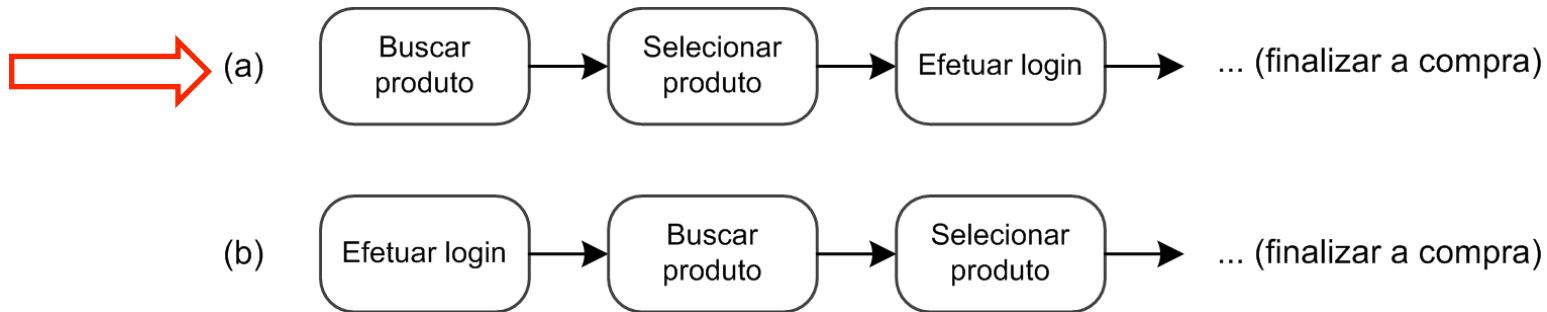 (a)
Buscar
produto
Selecionar
produto
Efetuar login
... (finalizar a compra)
(b)
Efetuar login
Buscar
produto
Selecionar
produto
... (finalizar a compra)